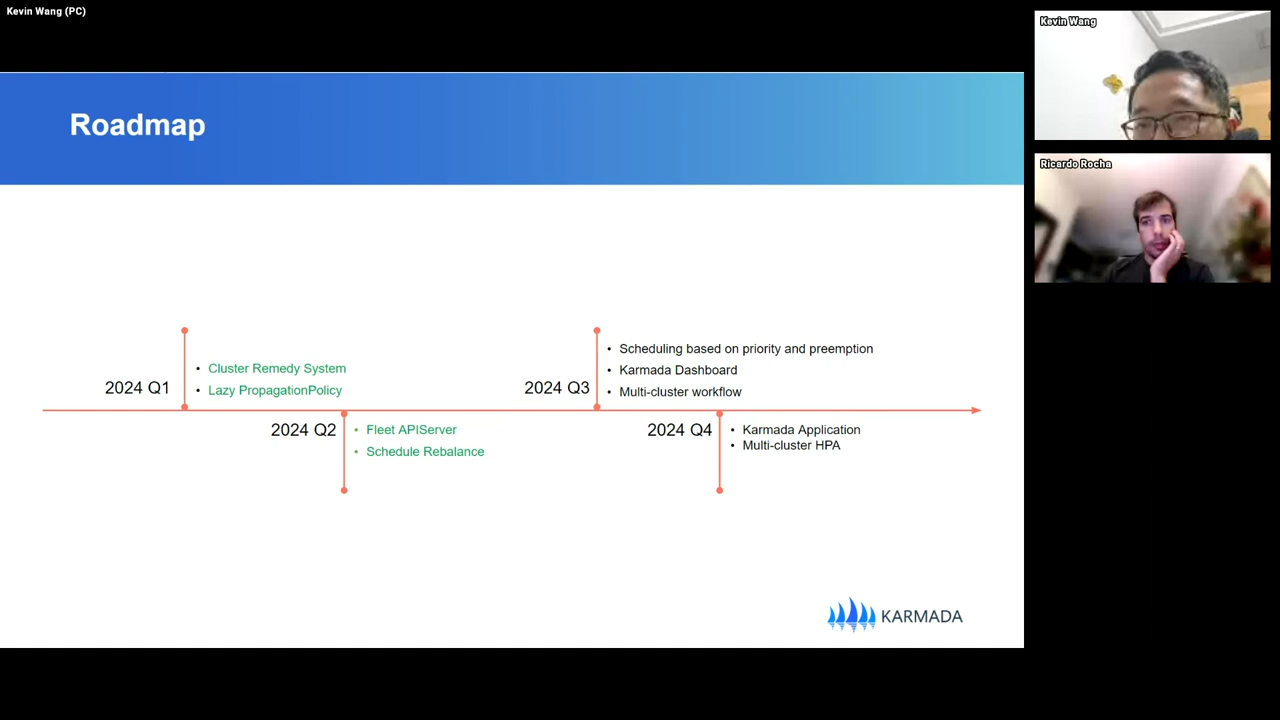 Kevin Wang (PC)
Kevin Wang
Ricardo Rocha
Roadmap
2024 Q1
• Cluster Remedy System
• Lazy PropagationPolicy
2024 Q2
• Fleet APIServer
• Schedule Rebalance
2024 Q3
• Scheduling based on priority and preemption
• Karmada Dashboard
• Multi-cluster workflow
2024 Q4
• Karmada Application
• Multi-cluster HPA
KARMADA